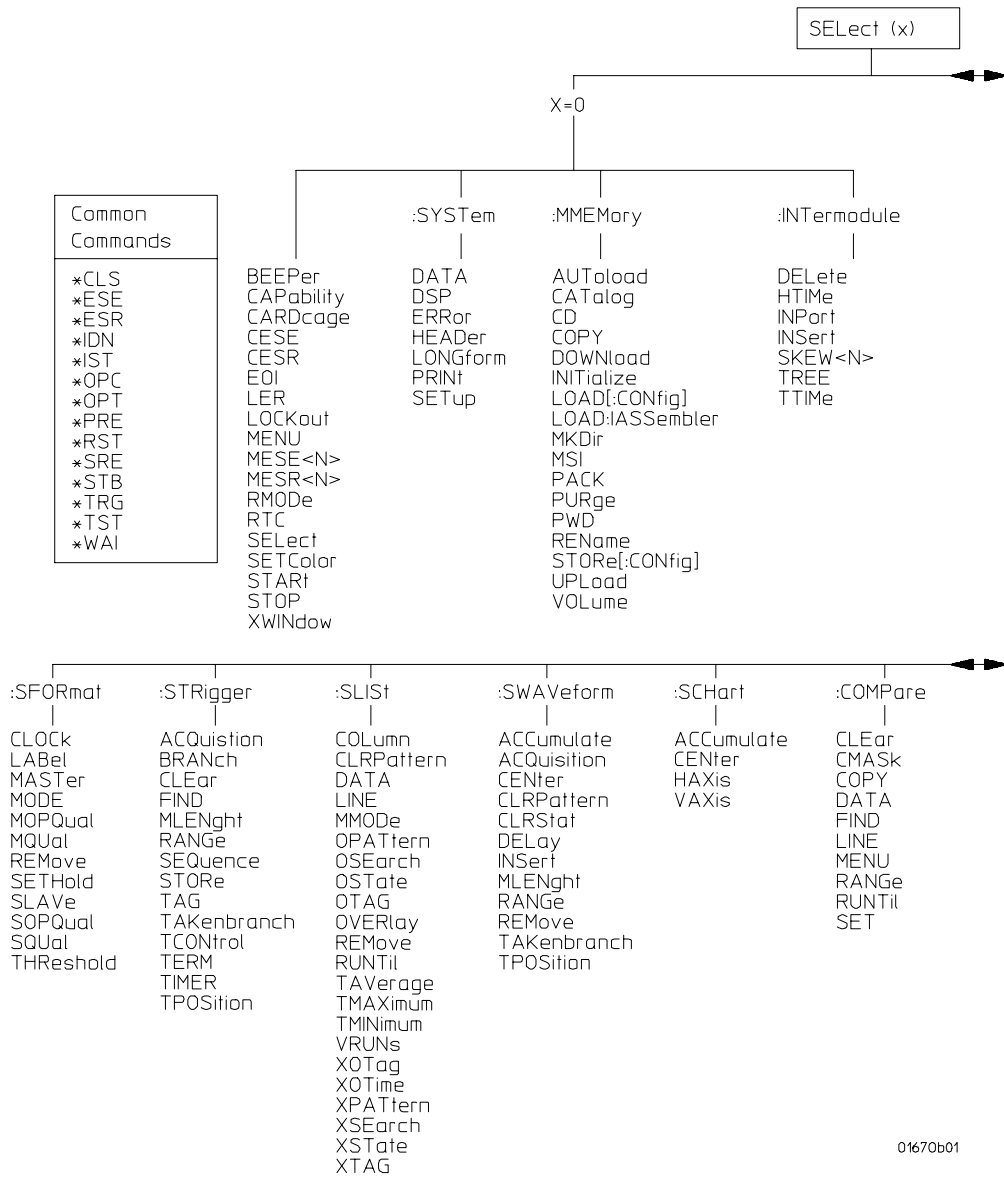 SELect (x)
X=0
Common
Commands
*CLS
*ESE
*ESR
*IDN
*IST
*OPC
*OPT
*PRE
*RST
*SRE
*STB
*TRG
*TST
*WAI
BEEPer
CAPability
CARDcage
CESE
CESR
EOI
LER
LOCKout
MENU
MESE<N>
MESR<N>
RMODe
RTC
SELect
SETColor
STARt
STOP
XWINdow
:SYSTem
DATA
DSP
ERRor
HEADer
LONGform
PRINt
SETup
:MMEMory
AUToload
CATalog
CD
COPY
DOWNload
INITialize
LOAD[:CONfig]
LOAD:IASSembler
MKDir
MSI
PACK
PURge
PWD
REName
STORe[:CONfig]
UPLoad
VOLume
:INTermodule
DELete
HTIMe
INPort
INSert
SKEW<N>
TREE
TTIMe
:SFORmat
CLOCk
LABel
MASTer
MODE
MOPQual
MQUal
REMove
SETHold
SLAVe
SOPQual
SQUal
THReshold
:STRigger
ACQuistion
BRANch
CLEar
FIND
MLENght
RANGe
SEQuence
STORe
TAG
TAKenbranch
TCONtrol
TERM
TIMER
TPOSition
:SLISt
COLumn
CLRPattern
DATA
LINE
MMODe
OPATtern
OSEarch
OSTate
OTAG
OVERlay
REMove
RUNTil
TAVerage
TMAXimum
TMINimum
VRUNs
XOTag
XOTime
XPATtern
XSEarch
XSTate
XTAG
:SWAVeform
ACCumulate
ACQuisition
CENter
CLRPattern
CLRStat
DELay
INSert
MLENght
RANGe
REMove
TAKenbranch
TPOSition
:SCHart
ACCumulate
CENter
HAXis
VAXis
:COMPare
CLEar
CMASk
COPY
DATA
FIND
LINE
MENU
RANGe
RUNTil
SET
01670b01